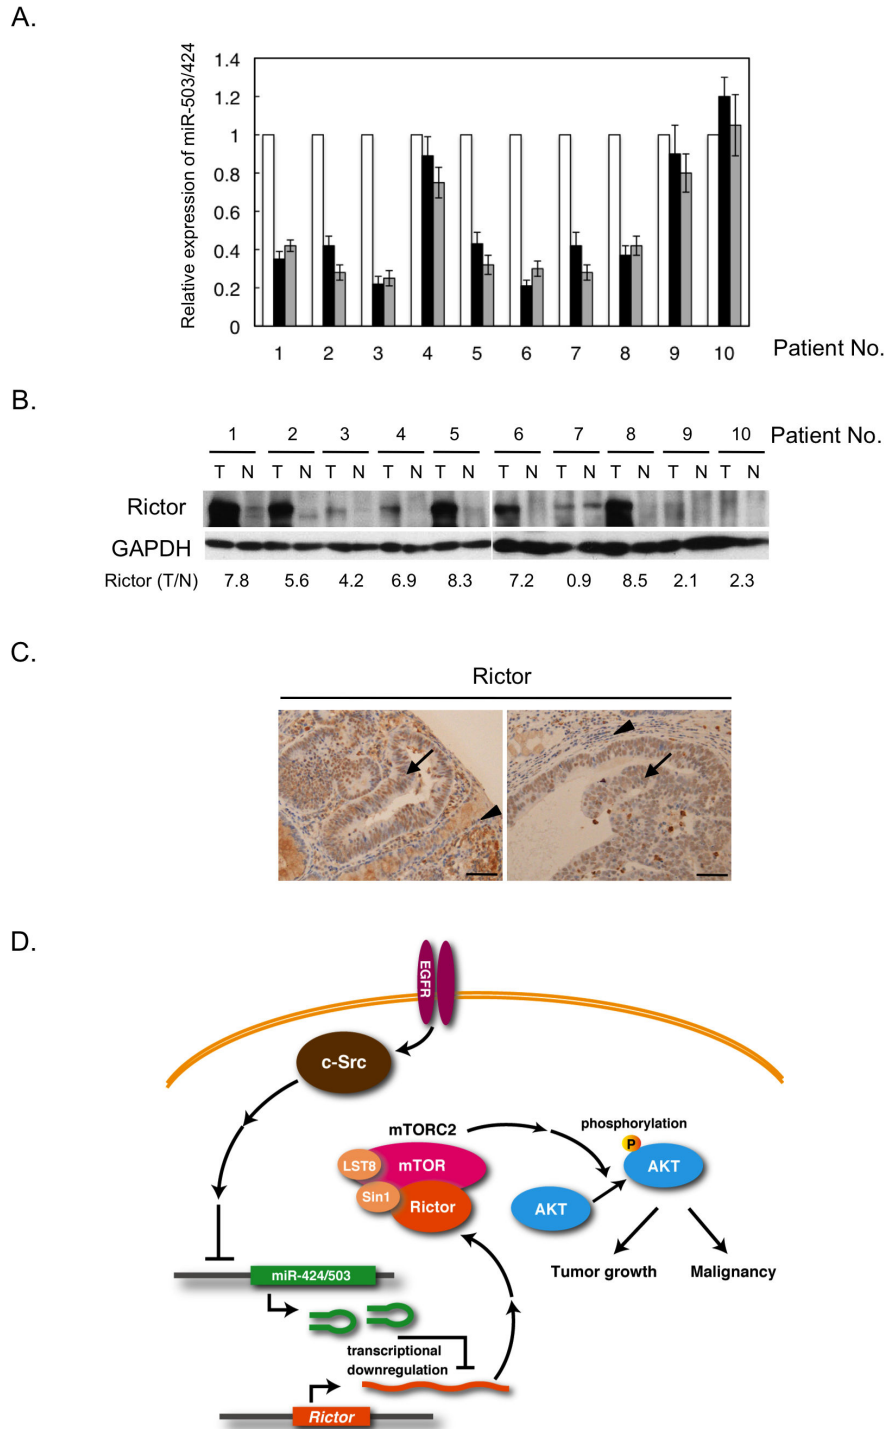 A.
Relative expression of miR-503/424
1.4
1.2
1
0.8
0.6
0.4
0.2
0
1 2 3 4 5 6 7 8 9 10 Patient No.
B.
1 2 3 4 5 6 7 8 9 10 Patient No.
T N T N T N T N T N T N T N T N T N T N
Rictor
GAPDH
Rictor (T/N) 7.8 5.6 4.2 6.9 8.3 7.2 0.9 8.5 2.1 2.3
C.
Rictor
D.
EGFR
c-Src
mTORC2
phosphorylation
P
LST8
mTOR
AKT
Sin1
Rictor
AKT
Tumor growth
Malignancy
miR-424/503
transcriptional
downregulation
Rictor